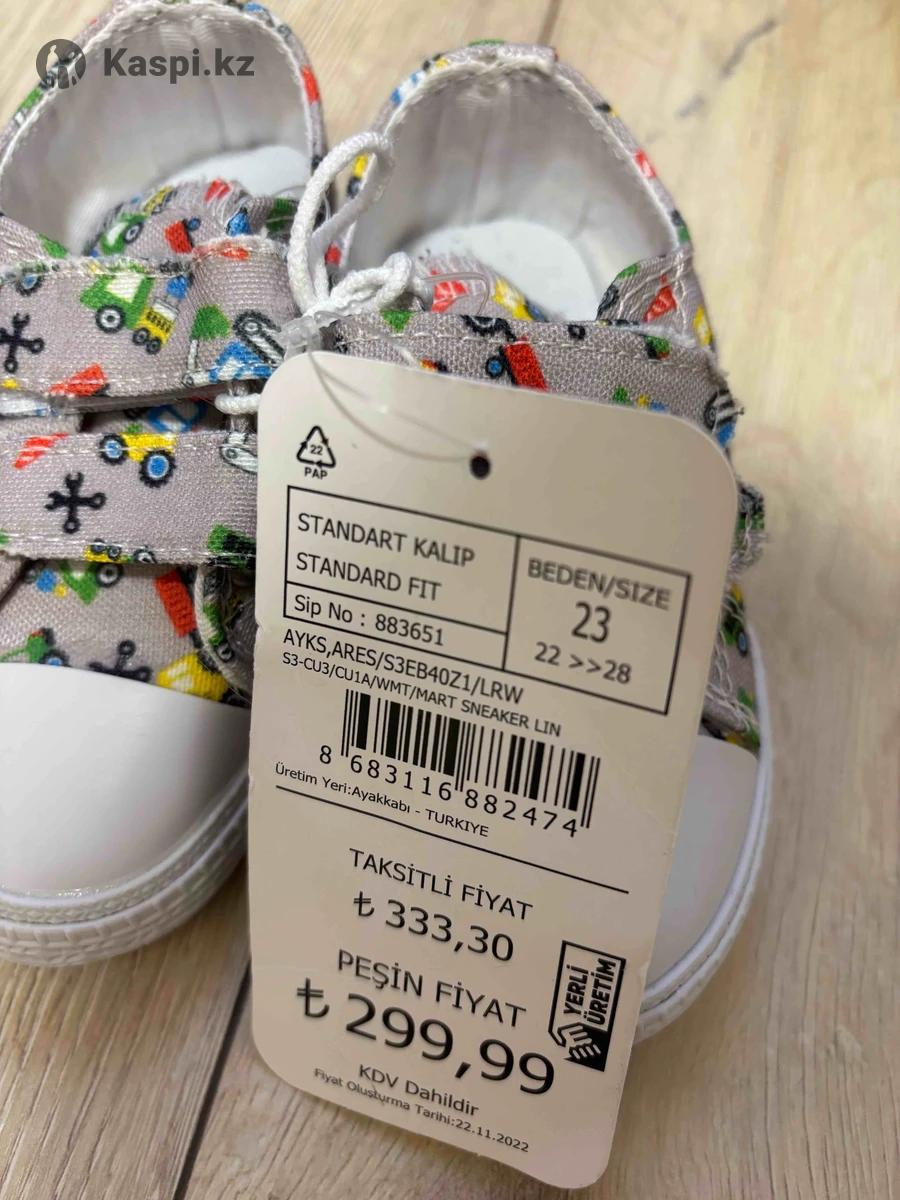 Kaspi.kz
22
PAP
STANDART KALIP
STANDARD FIT
Sip No : 883651
BEDEN/SIZE
23
22 >>28
AYKS,ARES/S3EB40Z1/LRW
S3-CU3/CU1A/WMT/MART SNEAKER LIN
8 683116 882474
Üretim Yeri:Ayakkabı - TURKIYE
TAKSİTLİ FİYAT
₺ 333,30
PEŞİN FİYAT
₺ 299,99
YERLİ
ÜRETİM
KDV Dahildir
Fiyat Oluşturma Tarihi:22.11.2022